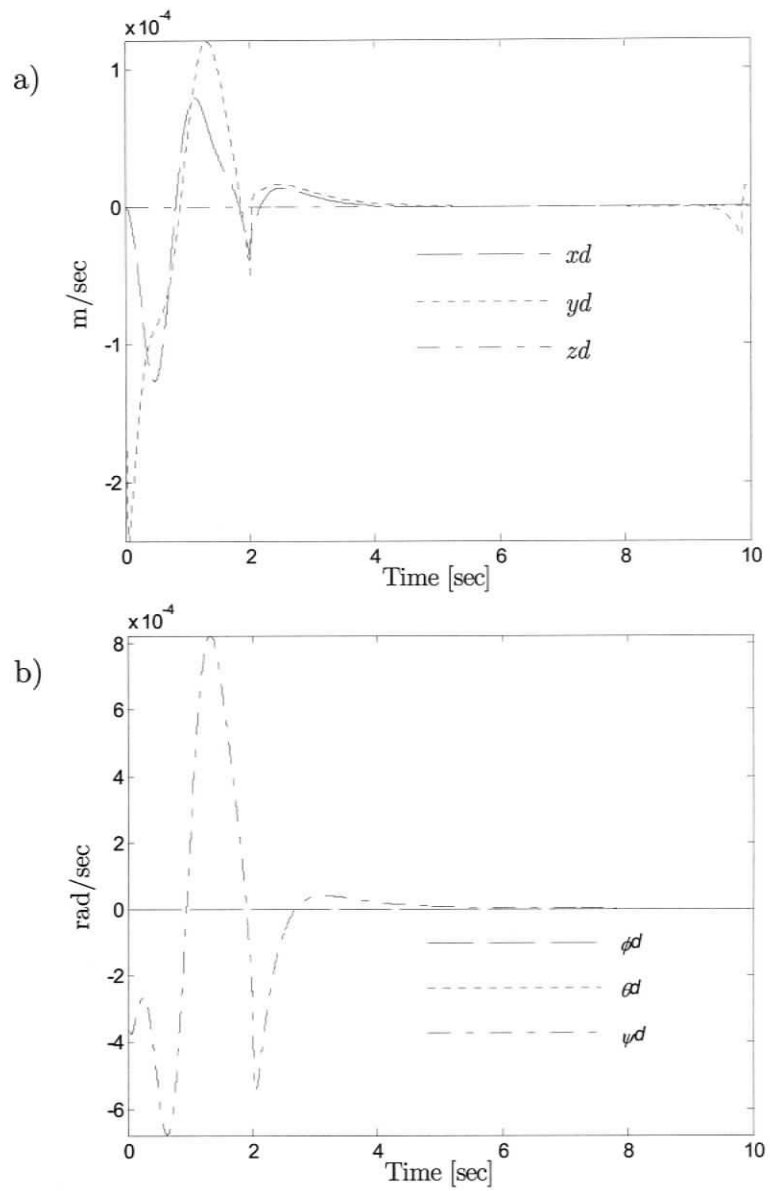 x10⁻⁴
a)
1
0
-1
-2
m/sec
xd
yd
zd
0 2 4 6 8 10
Time [sec]
x10⁻⁴
b)
8
6
4
2
0
-2
-4
-6
rad/sec
ϕd
θd
ψd
0 2 4 6 8 10
Time [sec]